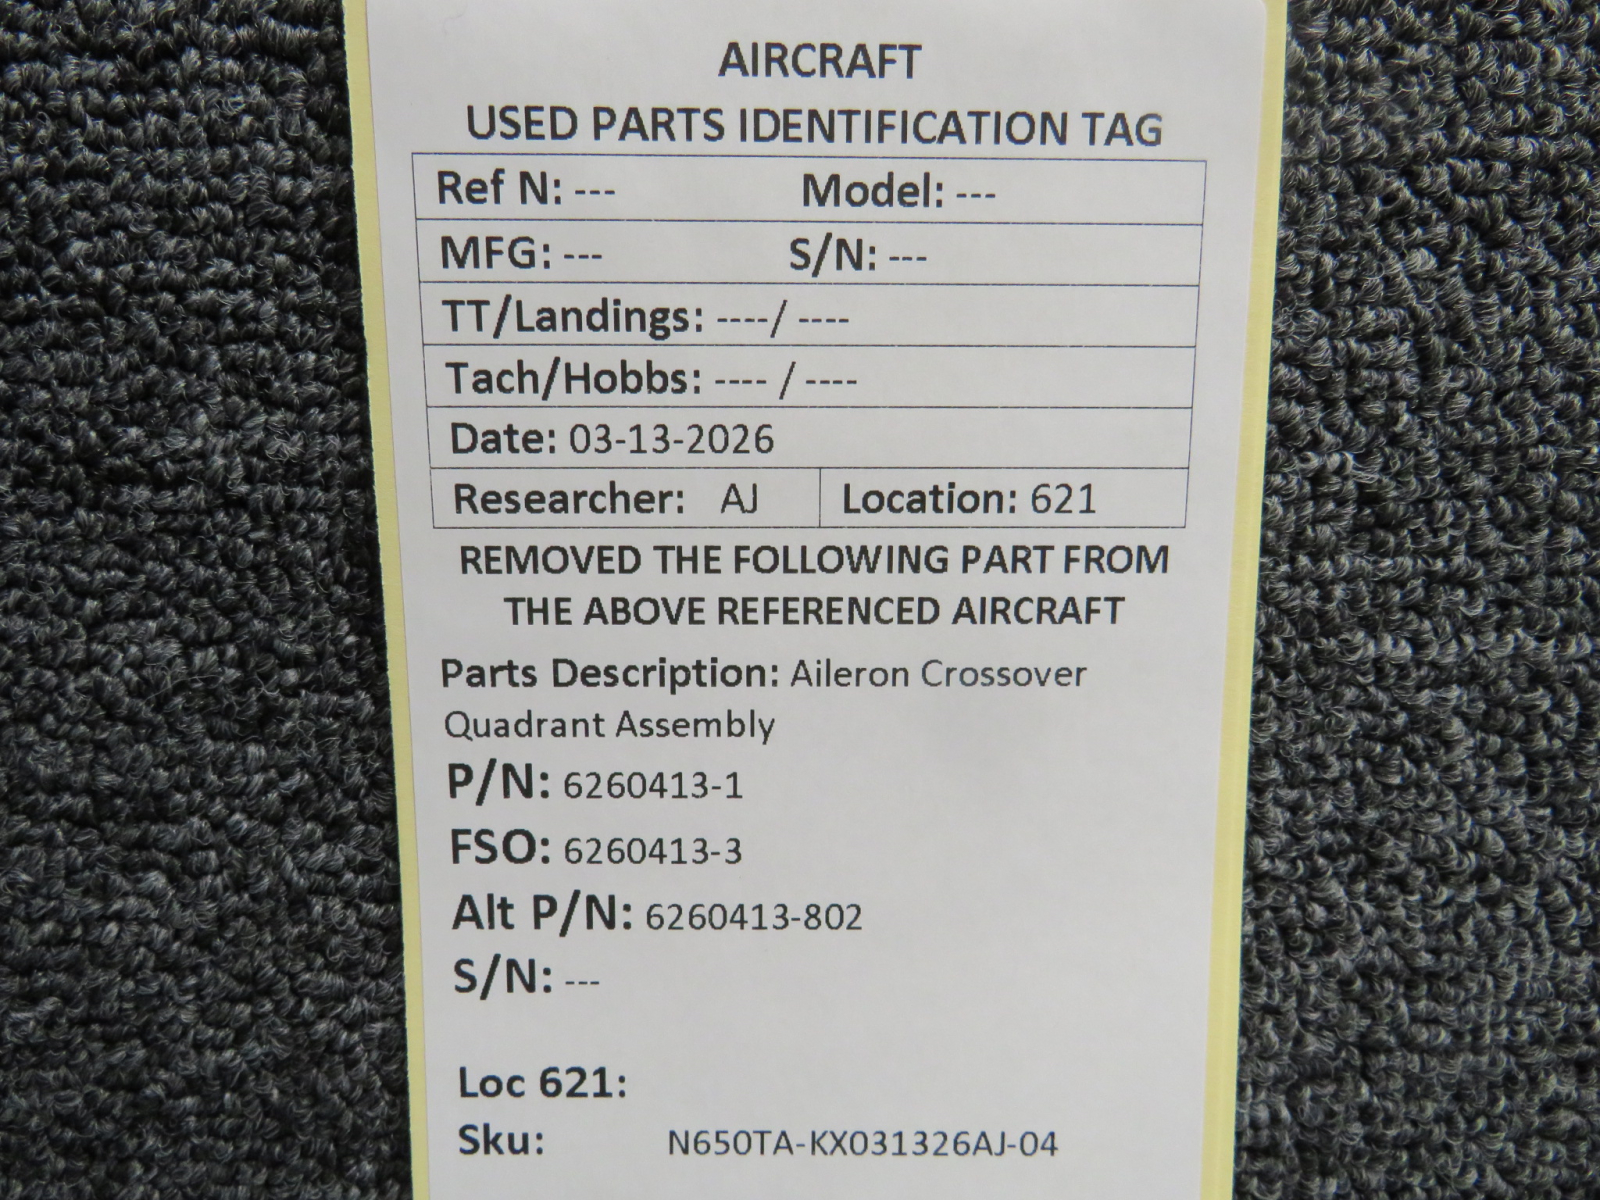 AIRCRAFT
USED PARTS IDENTIFICATION TAG
Ref N: --- Model: ---
MFG: --- S/N: ---
TT/Landings: ----/ ----
Tach/Hobbs: ---- / ----
Date: 03-13-2026
Researcher: AJ Location: 621
REMOVED THE FOLLOWING PART FROM
THE ABOVE REFERENCED AIRCRAFT
Parts Description: Aileron Crossover
Quadrant Assembly
P/N: 6260413-1
FSO: 6260413-3
Alt P/N: 6260413-802
S/N: ---
Loc 621:
Sku: N650TA-KX031326AJ-04